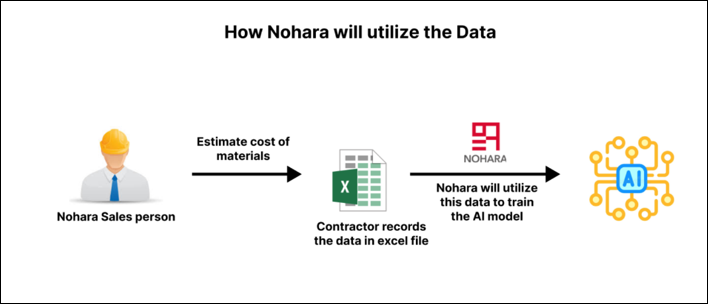 How Nohara will utilize the Data
Estimate cost of
materials
NOHARA
X
AI
Nohara Sales person
Contractor records
the data in excel file
Nohara will utilize
this data to train
the AI model